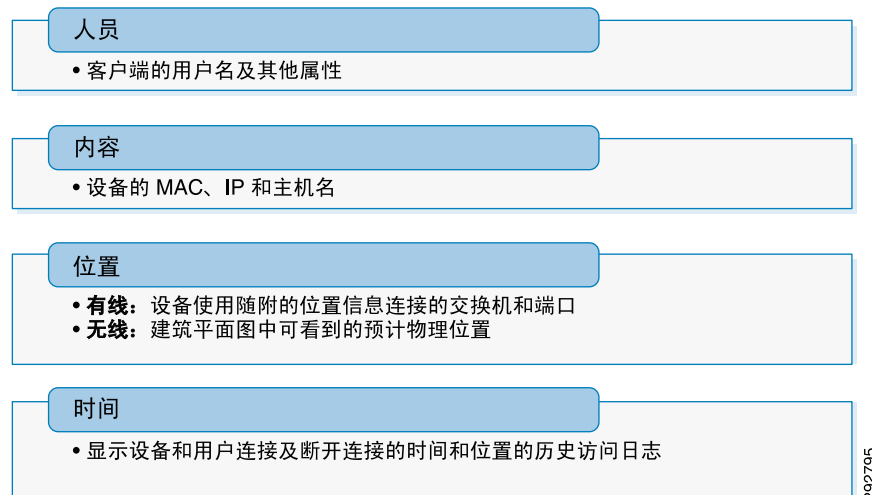 人员
• 客户端的用户名及其他属性
内容
• 设备的 MAC、IP 和主机名
位置
• 有线：设备使用随附的位置信息连接的交换机和端口
• 无线：建筑平面图中可看到的预计物理位置
时间
• 显示设备和用户连接及断开连接的时间和位置的历史访问日志
292795